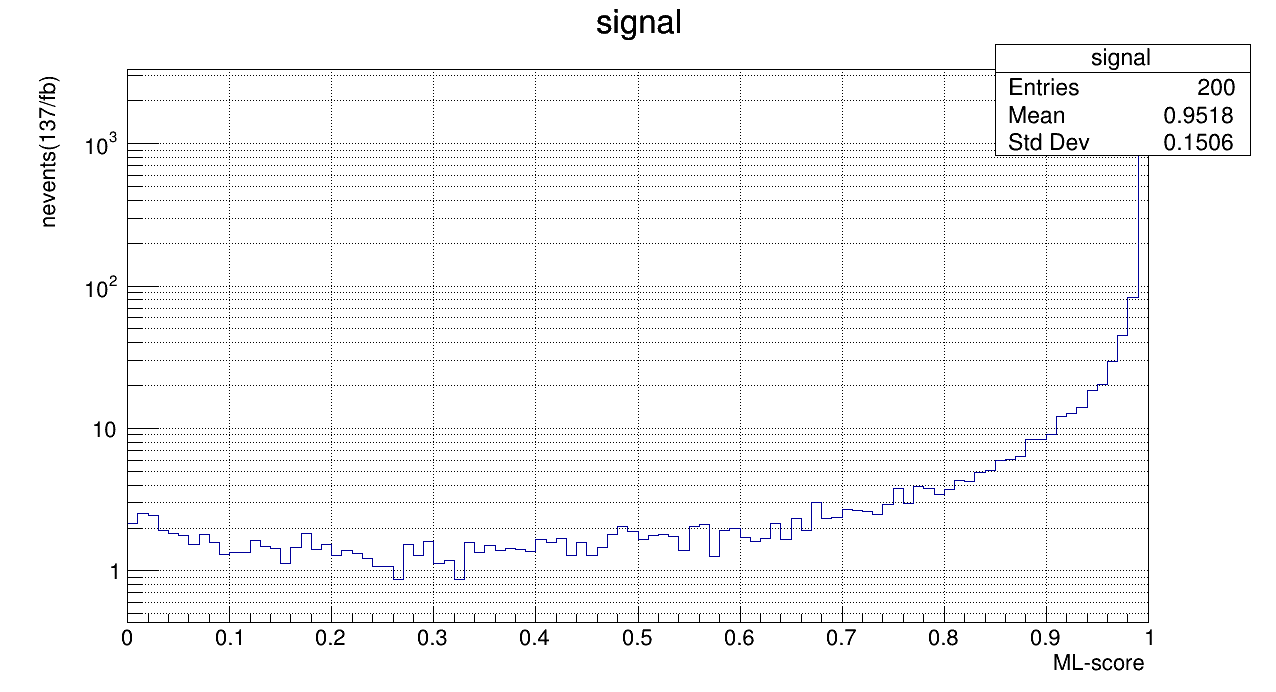 signal
signal
Entries 200
Mean 0.9518
Std Dev 0.1506
nevents(137/fb)
10³
10²
10
1
0 0.1 0.2 0.3 0.4 0.5 0.6 0.7 0.8 0.9 1
ML-score